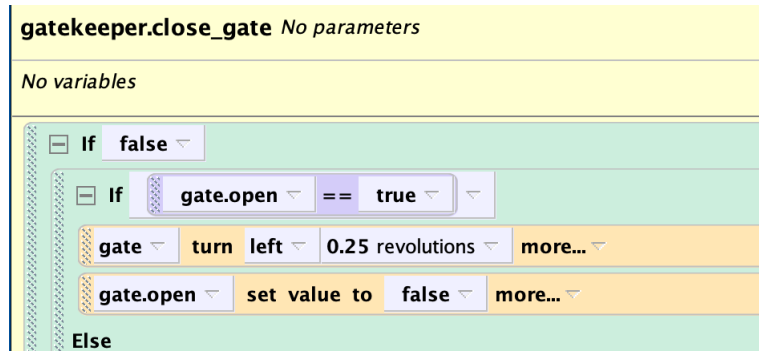 gatekeeper.close_gate No parameters
No variables
If false
If gate.open == true
gate turn left 0.25 revolutions more...
gate.open set value to false more...
Else